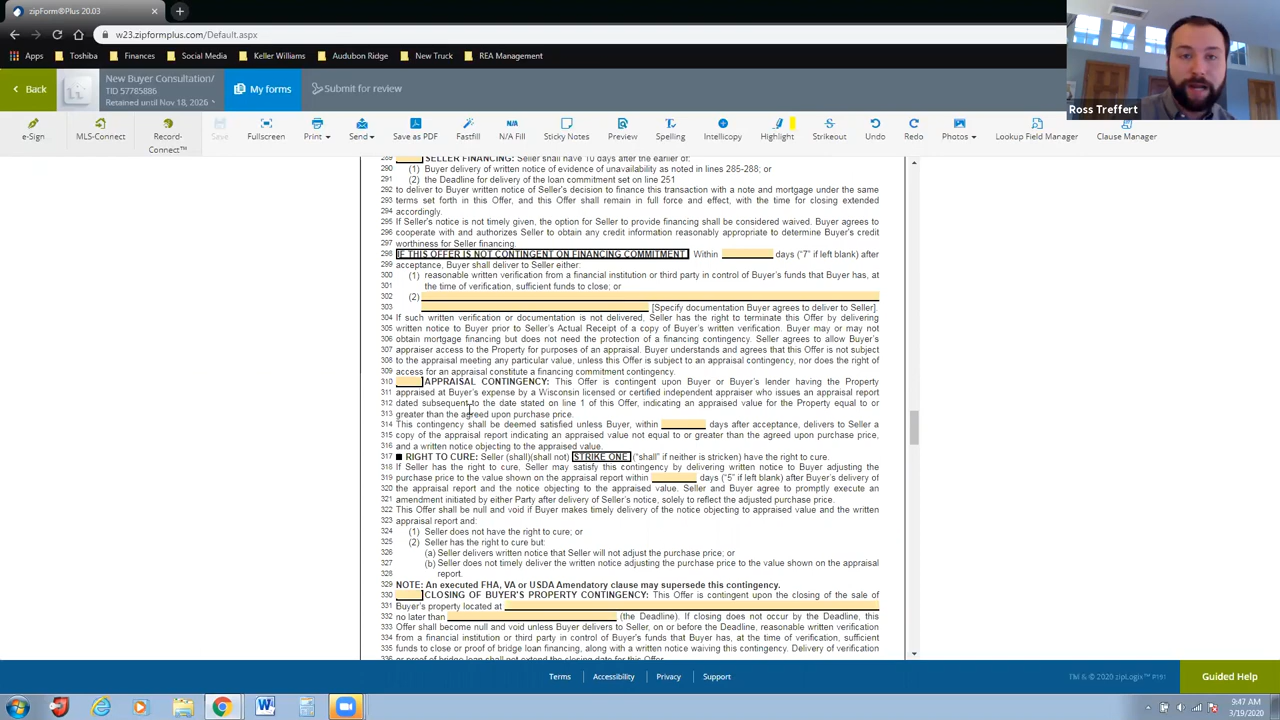 zipForm®Plus 20.03
w23.zipformplus.com/Default.aspx
Apps Toshiba Finances Social Media Keller Williams Audubon Ridge New Truck REA Management
Ross Treffert
Back
New Buyer Consultation/
TID 57785886
Retained until Nov 18, 2026
My forms
Submit for review
e-Sign MLS-Connect Record-Connect™ Save Fullscreen Print Send Save as PDF Fastfill N/A Fill Sticky Notes Preview Spelling Intellicopy Highlight Strikeout Undo Redo Photos Lookup Field Manager Clause Manager
289 SELLER FINANCING: Seller shall have 10 days after the earlier of:
290 (1) Buyer delivery of written notice of evidence of unavailability as noted in lines 285-288; or
291 (2) the Deadline for delivery of the loan commitment set on line 251
292 to deliver to Buyer written notice of Seller's decision to finance this transaction with a note and mortgage under the same
293 terms set forth in this Offer, and this Offer shall remain in full force and effect, with the time for closing extended
294 accordingly.
295 If Seller's notice is not timely given, the option for Seller to provide financing shall be considered waived. Buyer agrees to
296 cooperate with and authorizes Seller to obtain any credit information reasonably appropriate to determine Buyer's credit
297 worthiness for Seller financing.
298 IF THIS OFFER IS NOT CONTINGENT ON FINANCING COMMITMENT Within days ("7" if left blank) after
299 acceptance, Buyer shall deliver to Seller either:
300 (1) reasonable written verification from a financial institution or third party in control of Buyer's funds that Buyer has, at
301 the time of verification, sufficient funds to close; or
302 (2)
303 [Specify documentation Buyer agrees to deliver to Seller].
304 If such written verification or documentation is not delivered, Seller has the right to terminate this Offer by delivering
305 written notice to Buyer prior to Seller's Actual Receipt of a copy of Buyer's written verification. Buyer may or may not
306 obtain mortgage financing but does not need the protection of a financing contingency. Seller agrees to allow Buyer's
307 appraiser access to the Property for purposes of an appraisal. Buyer understands and agrees that this Offer is not subject
308 to the appraisal meeting any particular value, unless this Offer is subject to an appraisal contingency, nor does the right of
309 access for an appraisal constitute a financing commitment contingency.
310 APPRAISAL CONTINGENCY: This Offer is contingent upon Buyer or Buyer's lender having the Property
311 appraised at Buyer's expense by a Wisconsin licensed or certified independent appraiser who issues an appraisal report
312 dated subsequent to the date stated on line 1 of this Offer, indicating an appraised value for the Property equal to or
313 greater than the agreed upon purchase price.
314 This contingency shall be deemed satisfied unless Buyer, within days after acceptance, delivers to Seller a
315 copy of the appraisal report indicating an appraised value not equal to or greater than the agreed upon purchase price,
316 and a written notice objecting to the appraised value.
317 ■ RIGHT TO CURE: Seller (shall)(shall not) STRIKE ONE ("shall" if neither is stricken) have the right to cure.
318 If Seller has the right to cure, Seller may satisfy this contingency by delivering written notice to Buyer adjusting the
319 purchase price to the value shown on the appraisal report within days ("5" if left blank) after Buyer's delivery of
320 the appraisal report and the notice objecting to the appraised value. Seller and Buyer agree to promptly execute an
321 amendment initiated by either Party after delivery of Seller's notice, solely to reflect the adjusted purchase price.
322 This Offer shall be null and void if Buyer makes timely delivery of the notice objecting to appraised value and the written
323 appraisal report and:
324 (1) Seller does not have the right to cure; or
325 (2) Seller has the right to cure but:
326 (a) Seller delivers written notice that Seller will not adjust the purchase price; or
327 (b) Seller does not timely deliver the written notice adjusting the purchase price to the value shown on the appraisal
328 report.
329 NOTE: An executed FHA, VA or USDA Amendatory clause may supersede this contingency.
330 CLOSING OF BUYER'S PROPERTY CONTINGENCY: This Offer is contingent upon the closing of the sale of
331 Buyer's property located at
332 no later than (the Deadline). If closing does not occur by the Deadline, this
333 Offer shall become null and void unless Buyer delivers to Seller, on or before the Deadline, reasonable written verification
334 from a financial institution or third party in control of Buyer's funds that Buyer has, at the time of verification, sufficient
335 funds to close or proof of bridge loan financing, along with a written notice waiving this contingency. Delivery of verification
336 or proof of bridge loan shall not extend the closing date for this Offer.
Terms Accessibility Privacy Support
TM & © 2020 zipLogix™ P191
Guided Help
9:47 AM
3/19/2020